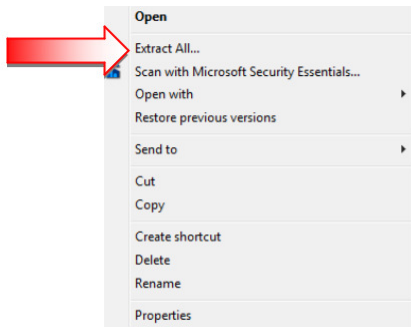 Open
Extract All...
Scan with Microsoft Security Essentials...
Open with
Restore previous versions
Send to
Cut
Copy
Create shortcut
Delete
Rename
Properties